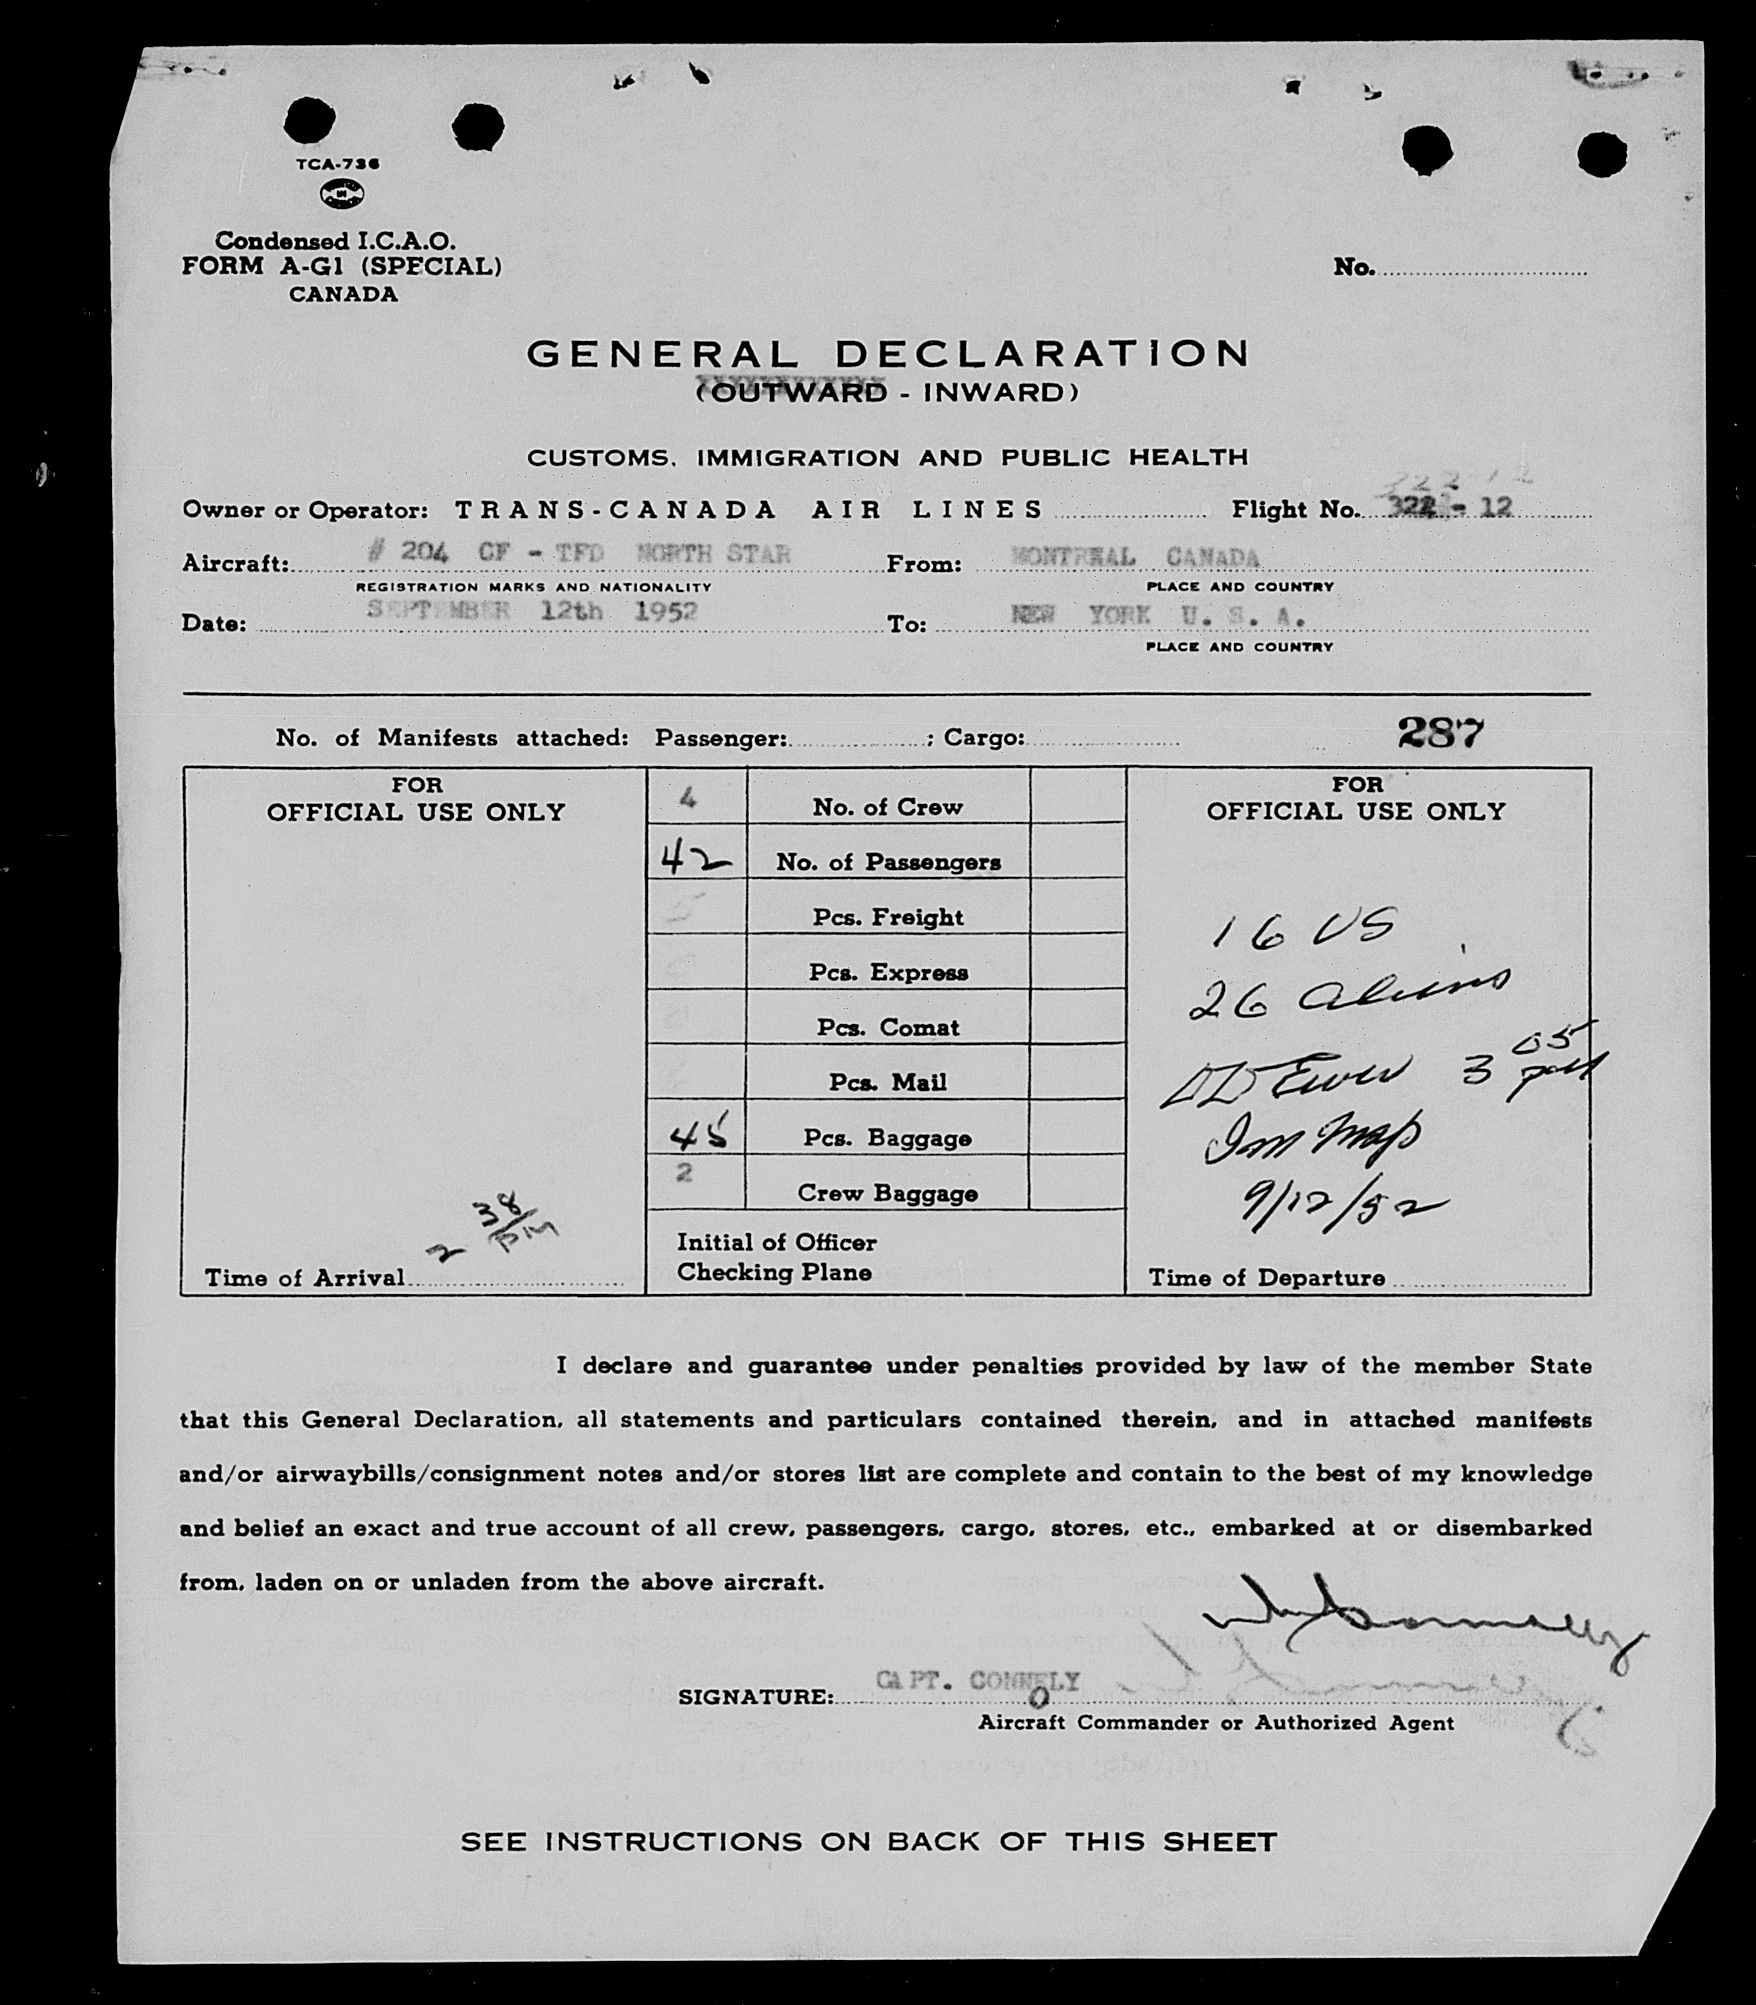 TCA-736
Condensed I.C.A.O.
FORM A-G1 (SPECIAL)
CANADA
No.
GENERAL DECLARATION
(OUTWARD - INWARD)
CUSTOMS, IMMIGRATION AND PUBLIC HEALTH
Owner or Operator: TRANS-CANADA AIR LINES Flight No. 322 - 12
Aircraft: # 204 CF - TFD NORTH STAR From: MONTREAL CANADA
REGISTRATION MARKS AND NATIONALITY PLACE AND COUNTRY
Date: SEPTEMBER 12th 1952 To: NEW YORK U. S. A.
PLACE AND COUNTRY
No. of Manifests attached: Passenger: ; Cargo: 287
FOR
OFFICIAL USE ONLY
2 38/PM
Time of Arrival
4 No. of Crew
42 No. of Passengers
Pcs. Freight
Pcs. Express
Pcs. Comat
Pcs. Mail
45 Pcs. Baggage
2 Crew Baggage
Initial of Officer
Checking Plane
FOR
OFFICIAL USE ONLY
16 US
26 aliens
3 05
Imm Insp
9/12/52
Time of Departure
I declare and guarantee under penalties provided by law of the member State
that this General Declaration, all statements and particulars contained therein, and in attached manifests
and/or airwaybills/consignment notes and/or stores list are complete and contain to the best of my knowledge
and belief an exact and true account of all crew, passengers, cargo, stores, etc., embarked at or disembarked
from, laden on or unladen from the above aircraft.
SIGNATURE: CAPT. CONNELY
O
Aircraft Commander or Authorized Agent
SEE INSTRUCTIONS ON BACK OF THIS SHEET